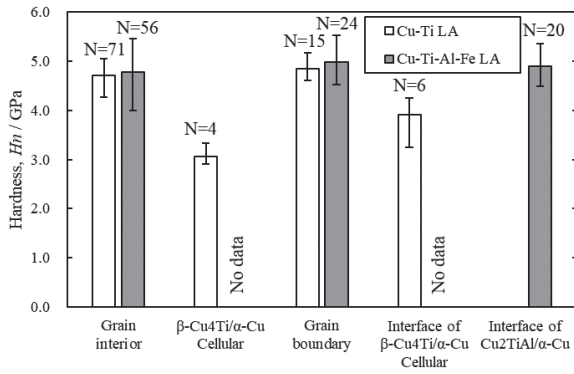 6.0
5.0
4.0
3.0
2.0
1.0
0.0
Hardness, Hn / GPa
N=71
N=56
N=4
No data
N=15
N=24
N=6
No data
N=20
Cu-Ti LA
Cu-Ti-Al-Fe LA
Grain
interior
β-Cu4Ti/α-Cu
Cellular
Grain
boundary
Interface of
β-Cu4Ti/α-Cu
Cellular
Interface of
Cu2TiAl/α-Cu